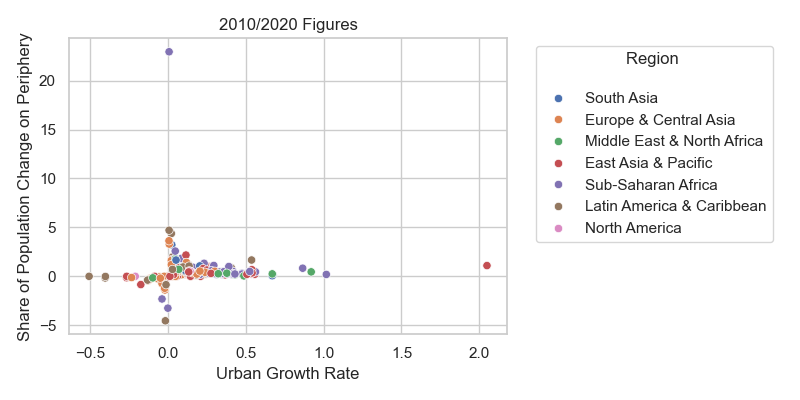 2010/2020 Figures
Share of Population Change on Periphery
20
15
10
5
0
−5
−0.5
0.0
0.5
1.0
1.5
2.0
Urban Growth Rate
Region
South Asia
Europe & Central Asia
Middle East & North Africa
East Asia & Pacific
Sub-Saharan Africa
Latin America & Caribbean
North America